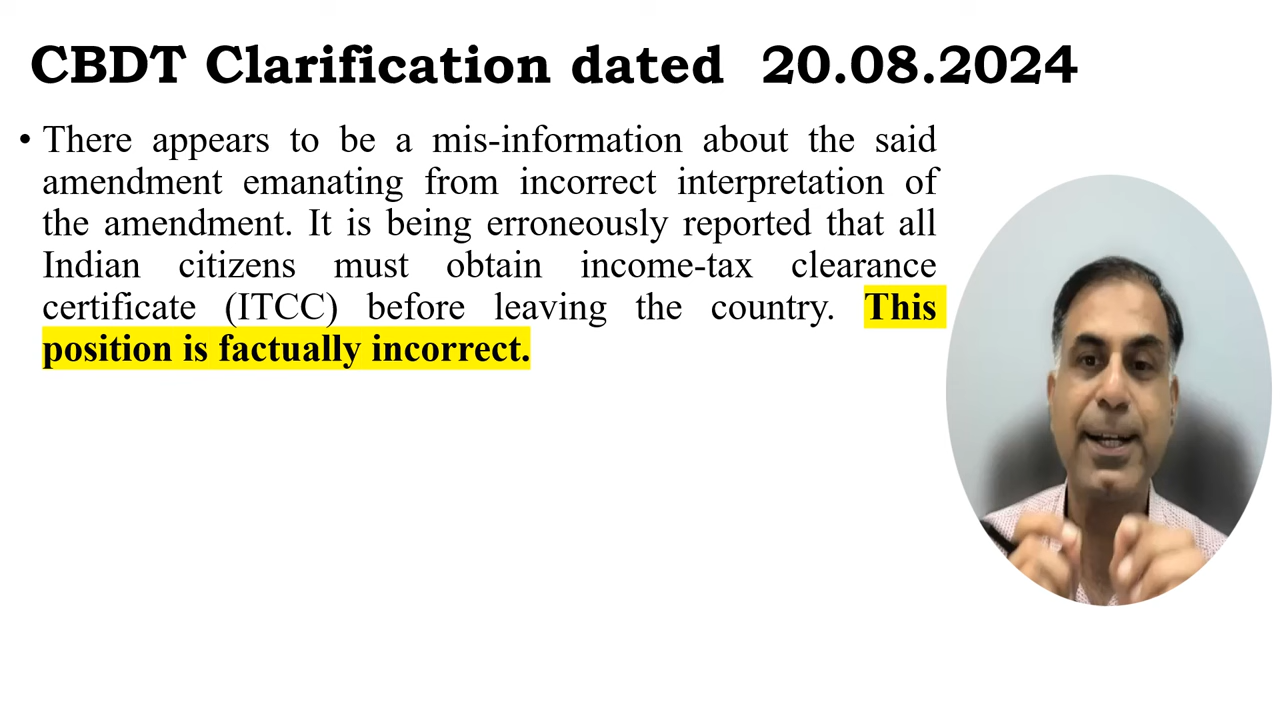 CBDT Clarification dated 20.08.2024
• There appears to be a mis-information about the said
amendment emanating from incorrect interpretation of
the amendment. It is being erroneously reported that all
Indian citizens must obtain income-tax clearance
certificate (ITCC) before leaving the country. This
position is factually incorrect.